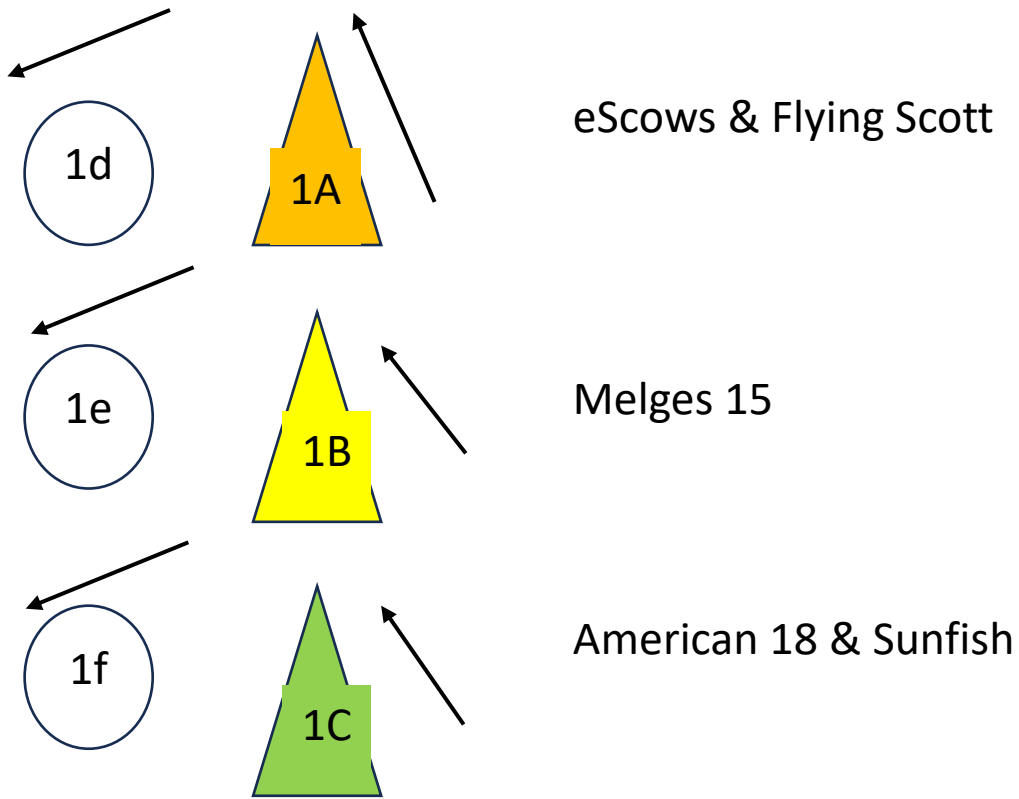 1d
1A
eScows & Flying Scott
1e
1B
Melges 15
1f
1C
American 18 & Sunfish